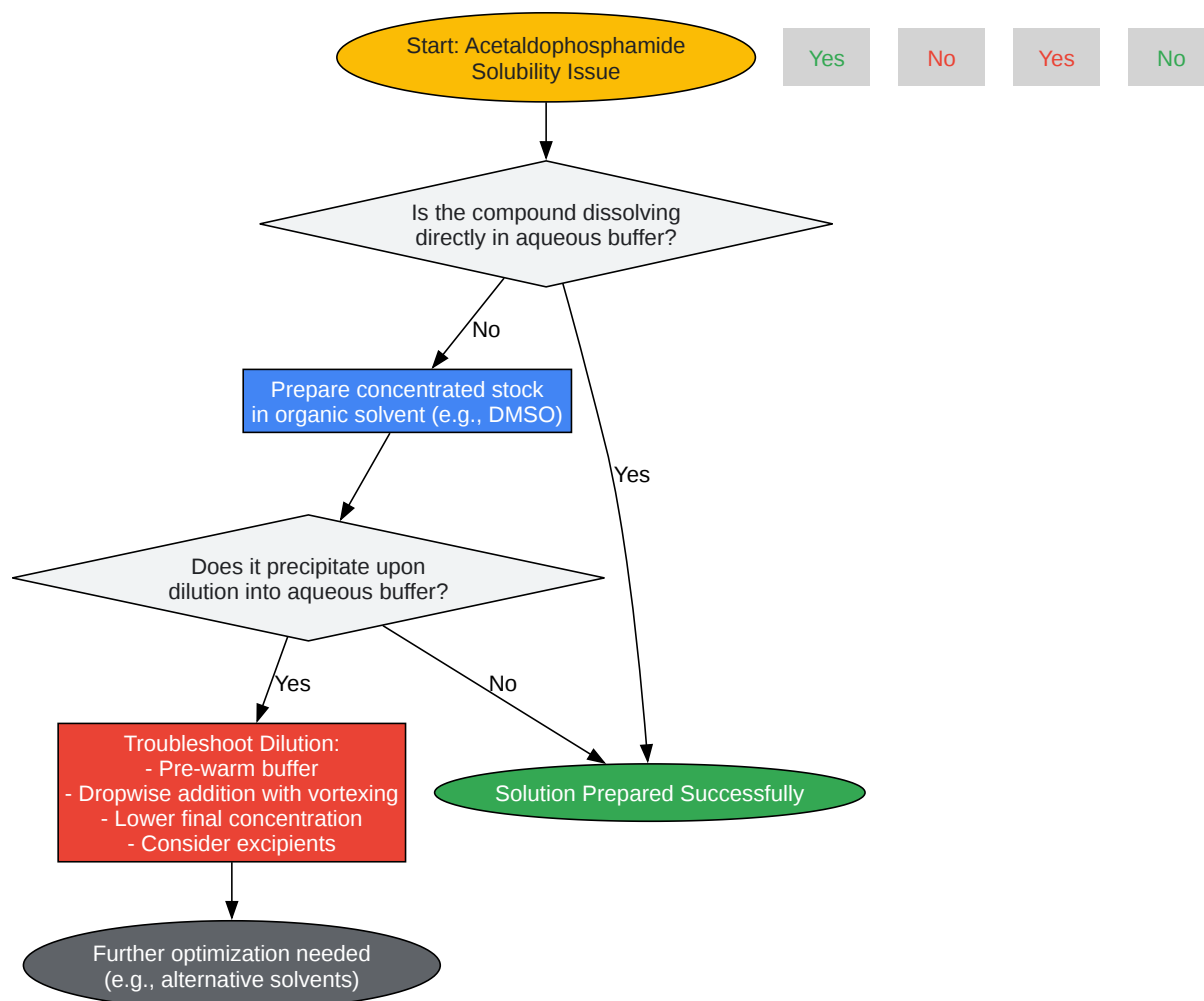 Start: Acetaldophosphamide
Solubility Issue
Yes
No
Yes
No
Is the compound dissolving
directly in aqueous buffer?
No
Prepare concentrated stock
in organic solvent (e.g., DMSO)
Yes
Does it precipitate upon
dilution into aqueous buffer?
Yes
No
Troubleshoot Dilution:
- Pre-warm buffer
- Dropwise addition with vortexing
- Lower final concentration
- Consider excipients
Solution Prepared Successfully
Further optimization needed
(e.g., alternative solvents)